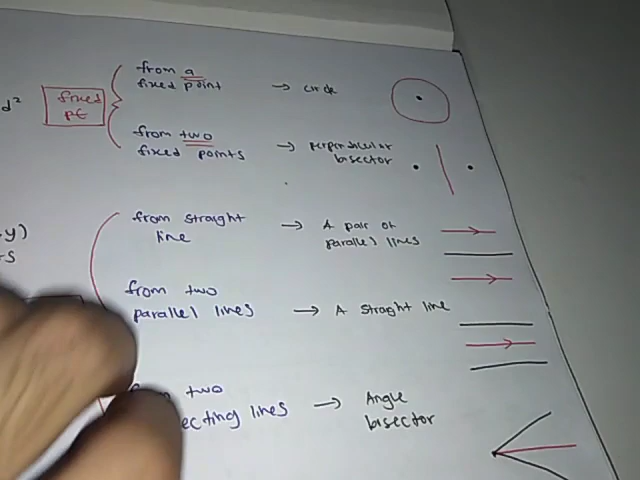 d²
fixed
pt
from a
fixed point → circle
from two
fixed points → perpendicular
bisector
,y)
from straight
line → A pair of
parallel lines
from two
parallel lines → A straght line
two
ecting lines → Angle
bisector